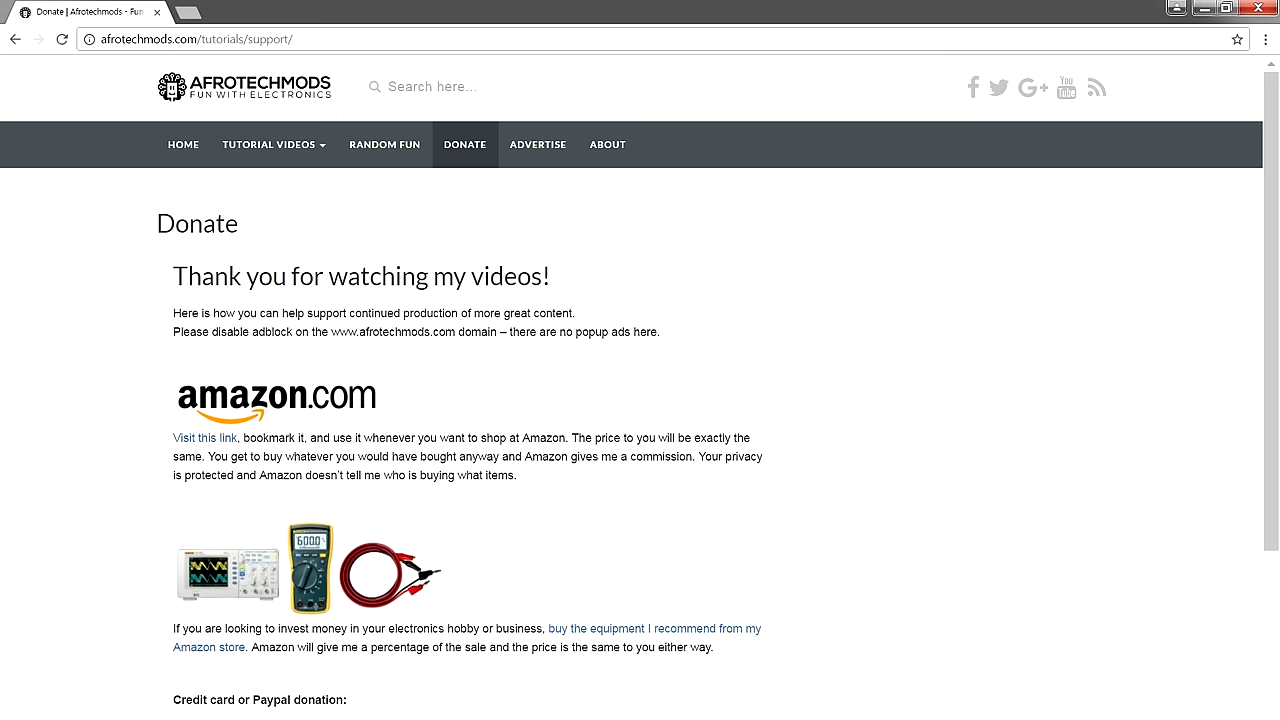 Donate | Afrotechmods - Fun
afrotechmods.com/tutorials/support/
AFROTECHMODS
FUN WITH ELECTRONICS
Search here...
G+
You
Tube
HOME TUTORIAL VIDEOS RANDOM FUN DONATE ADVERTISE ABOUT
Donate
Thank you for watching my videos!
Here is how you can help support continued production of more great content.
Please disable adblock on the www.afrotechmods.com domain – there are no popup ads here.
amazon.com
Visit this link, bookmark it, and use it whenever you want to shop at Amazon. The price to you will be exactly the
same. You get to buy whatever you would have bought anyway and Amazon gives me a commission. Your privacy
is protected and Amazon doesn't tell me who is buying what items.
600.0
If you are looking to invest money in your electronics hobby or business, buy the equipment I recommend from my
Amazon store. Amazon will give me a percentage of the sale and the price is the same to you either way.
Credit card or Paypal donation: